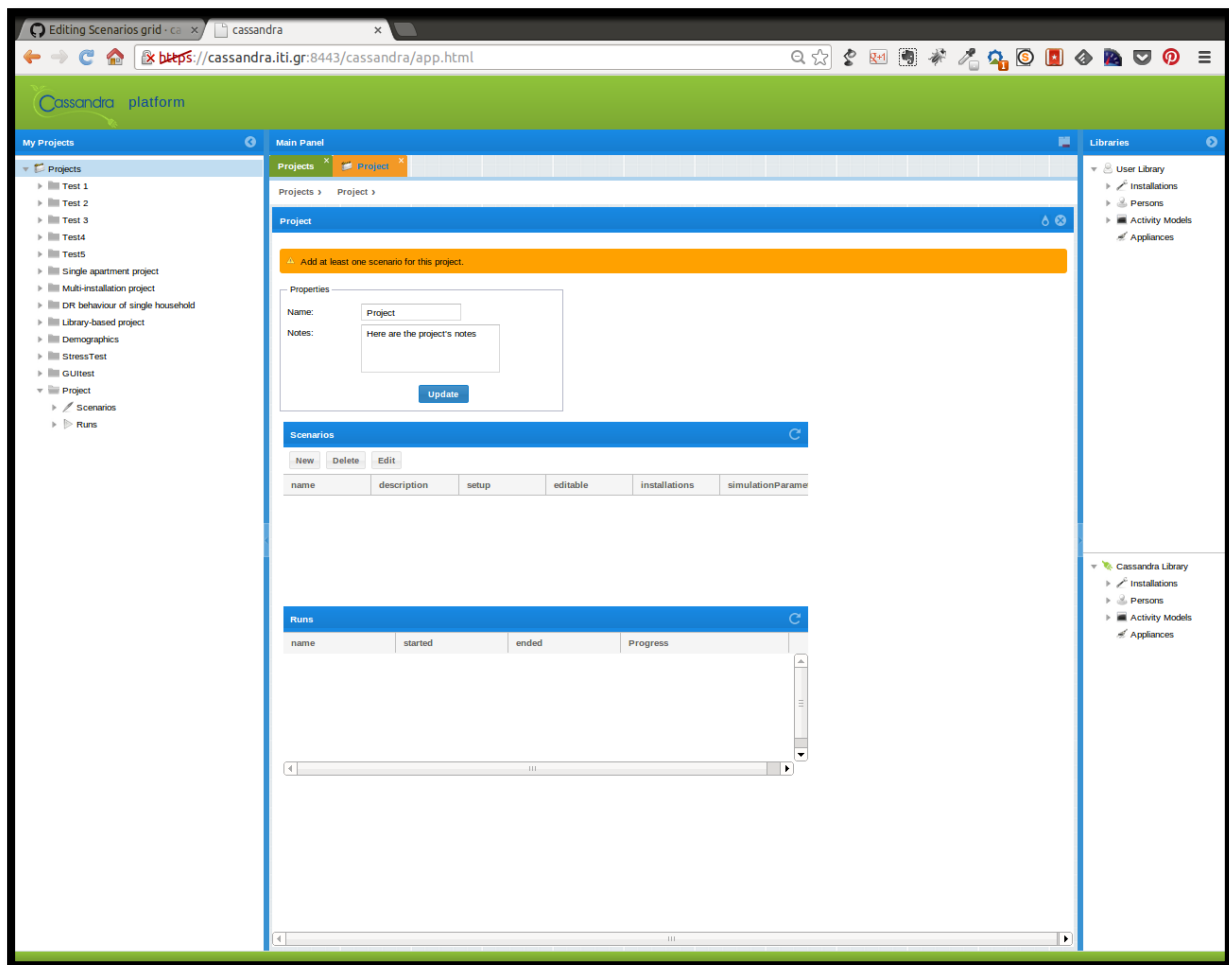 Editing Scenarios grid - ca
cassandra
https://cassandra.iti.gr:8443/cassandra/app.html
Cassandra platform
My Projects
Projects
Test 1
Test 2
Test 3
Test4
Test5
Single apartment project
Multi-installation project
DR behaviour of single household
Library-based project
Demographics
StressTest
GUItest
Project
Scenarios
Runs
Main Panel
Projects
Project
Projects › Project ›
Project
Add at least one scenario for this project.
Properties
Name: Project
Notes: Here are the project's notes
Update
Scenarios
New Delete Edit
name description setup editable installations simulationParame
Runs
name started ended Progress
Libraries
User Library
Installations
Persons
Activity Models
Appliances
Cassandra Library
Installations
Persons
Activity Models
Appliances